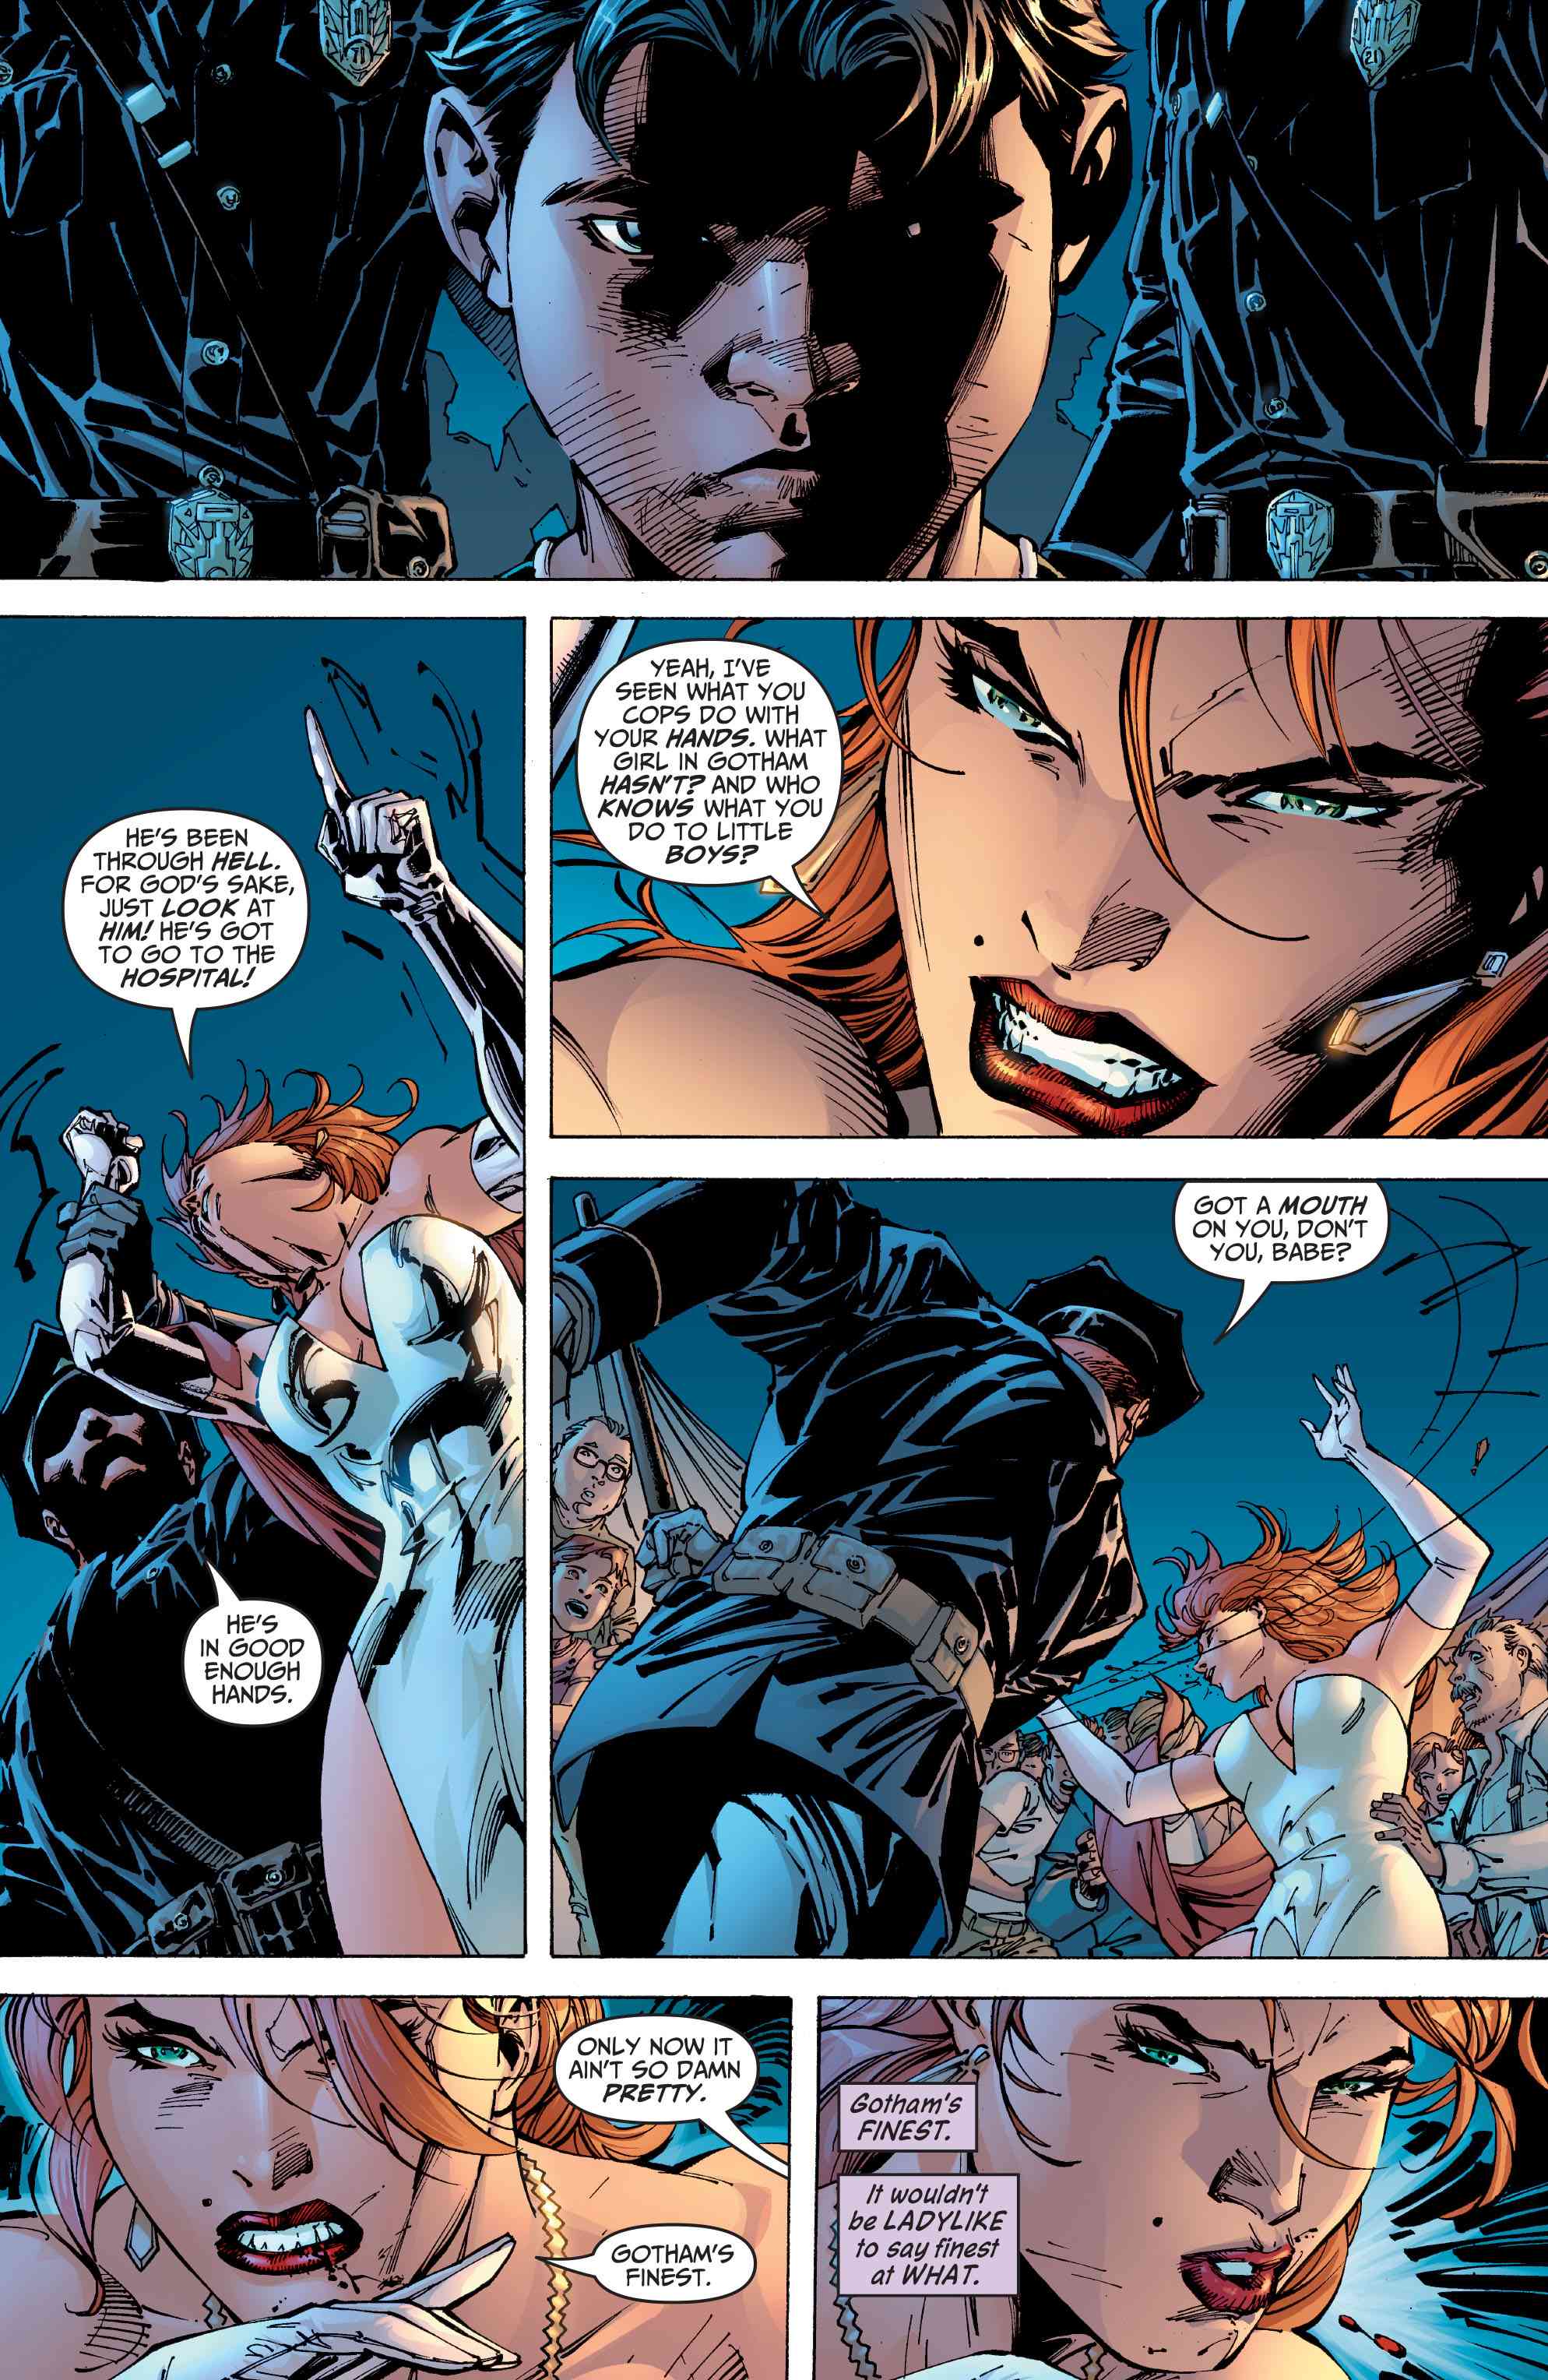 71
21
HE'S BEEN
THROUGH HELL.
FOR GOD'S SAKE,
JUST LOOK AT
HIM! HE'S GOT
TO GO TO THE
HOSPITAL!
HE'S
IN GOOD
ENOUGH
HANDS.
YEAH, I'VE
SEEN WHAT YOU
COPS DO WITH
YOUR HANDS. WHAT
GIRL IN GOTHAM
HASN'T? AND WHO
KNOWS WHAT YOU
DO TO LITTLE
BOYS?
GOT A MOUTH
ON YOU, DON'T
YOU, BABE?
ONLY NOW IT
AIN'T SO DAMN
PRETTY.
GOTHAM'S
FINEST.
Gotham's
FINEST.
It wouldn't
be LADYLIKE
to say finest
at WHAT.